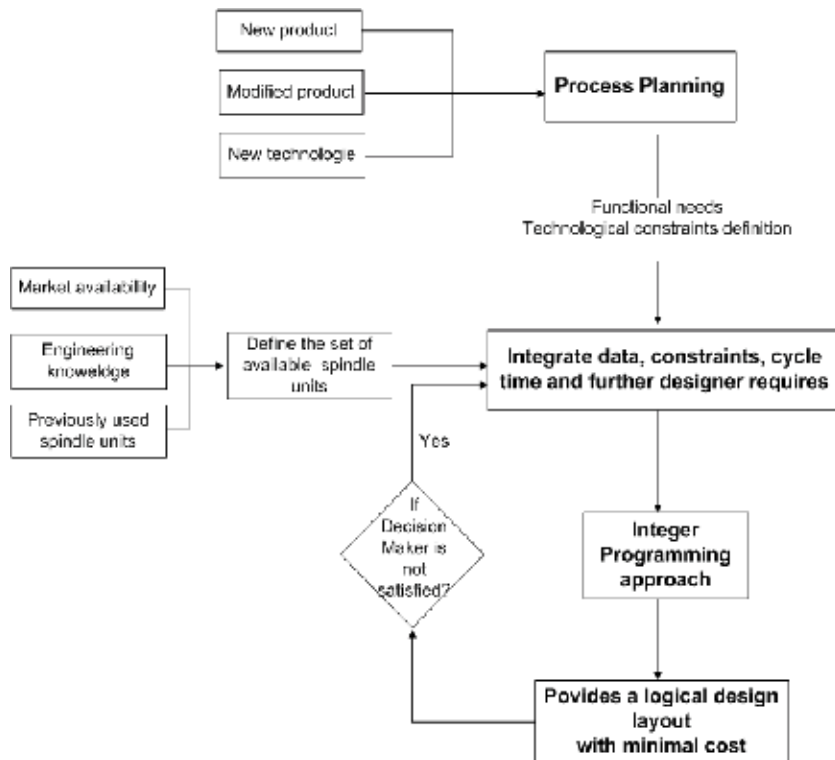 New product
Modified product
New technologie
Process Planning
Functional needs
Technological constraints definition
Market availability
Engineering
knoweldge
Previously used
spindle units
Define the set of
available spindle
units
Integrate data, constraints, cycle
time and further designer requires
Yes
If
Decision
Maker is
not
satisfied?
Integer
Programming
approach
Povides a logical design
layout
with minimal cost